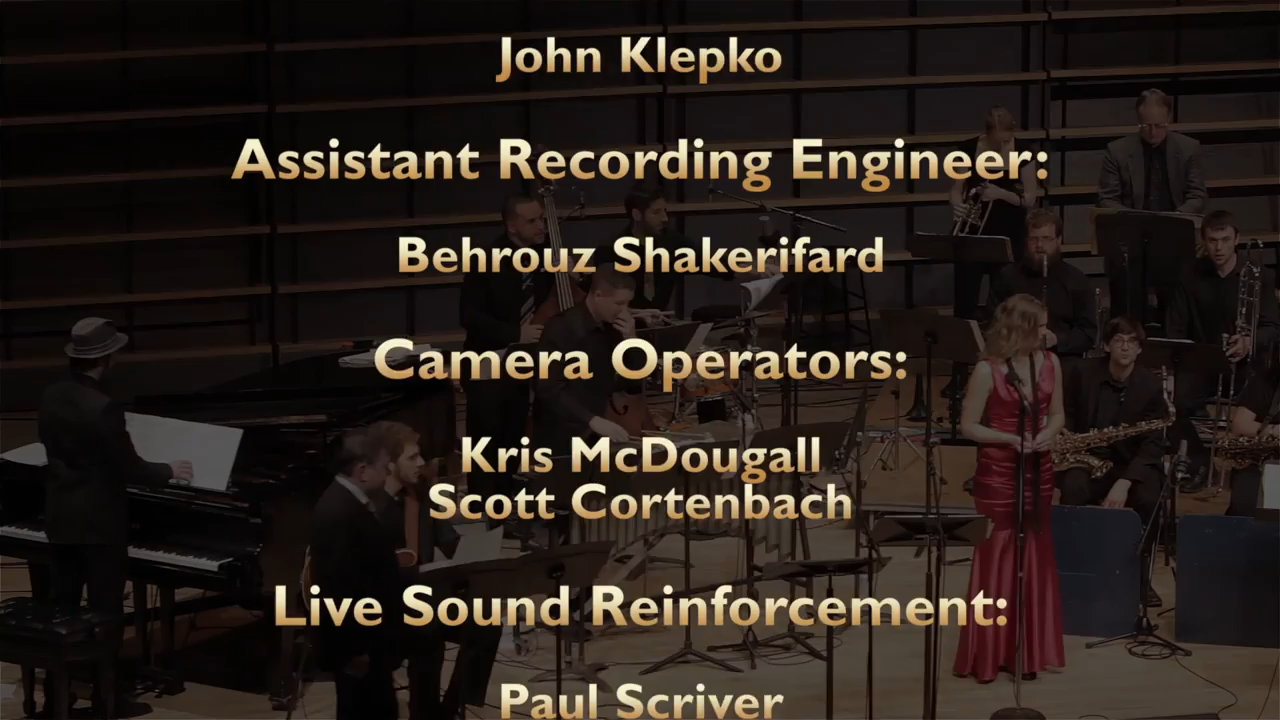 John Klepko
Assistant Recording Engineer:
Behrouz Shakerifard
Camera Operators:
Kris McDougall
Scott Cortenbach
Live Sound Reinforcement:
Paul Scriver